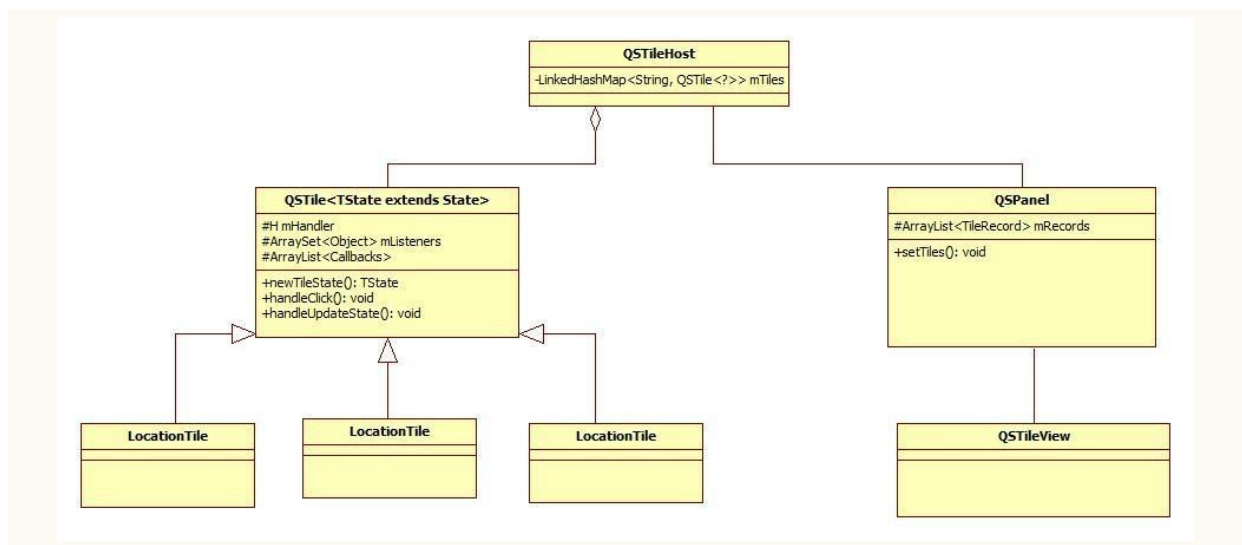 QSTileHost
-LinkedHashMap<String, QSTile<?>> mTiles
QSTile<TState extends State>
#H mHandler
#ArraySet<Object> mListeners
#ArrayList<Callbacks>
+newTileState(): TState
+handleClick(): void
+handleUpdateState(): void
QSPanel
#ArrayList<TileRecord> mRecords
+setTiles(): void
LocationTile
LocationTile
LocationTile
QSTileView